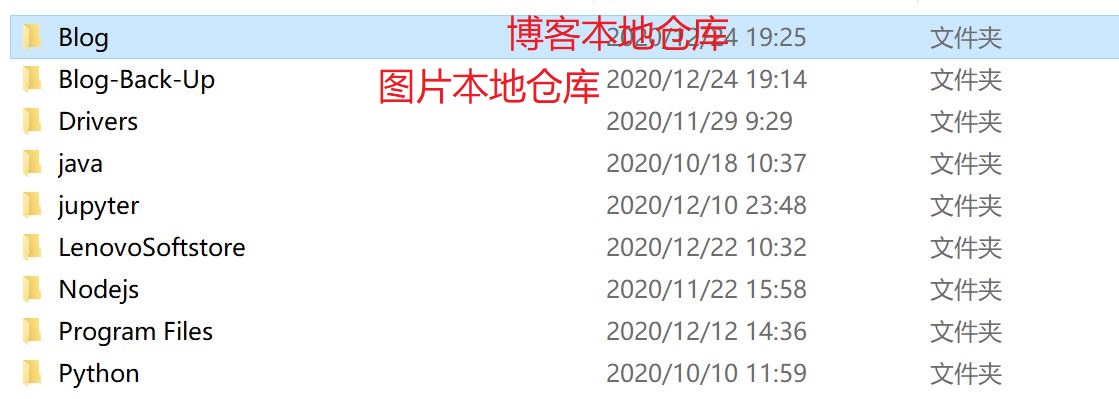 Blog 博客本地仓库 2020/12/24 19:25 文件夹
Blog-Back-Up 图片本地仓库 2020/12/24 19:14 文件夹
Drivers 2020/11/29 9:29 文件夹
java 2020/10/18 10:37 文件夹
jupyter 2020/12/10 23:48 文件夹
LenovoSoftstore 2020/12/22 10:32 文件夹
Nodejs 2020/11/22 15:58 文件夹
Program Files 2020/12/12 14:36 文件夹
Python 2020/10/10 11:59 文件夹